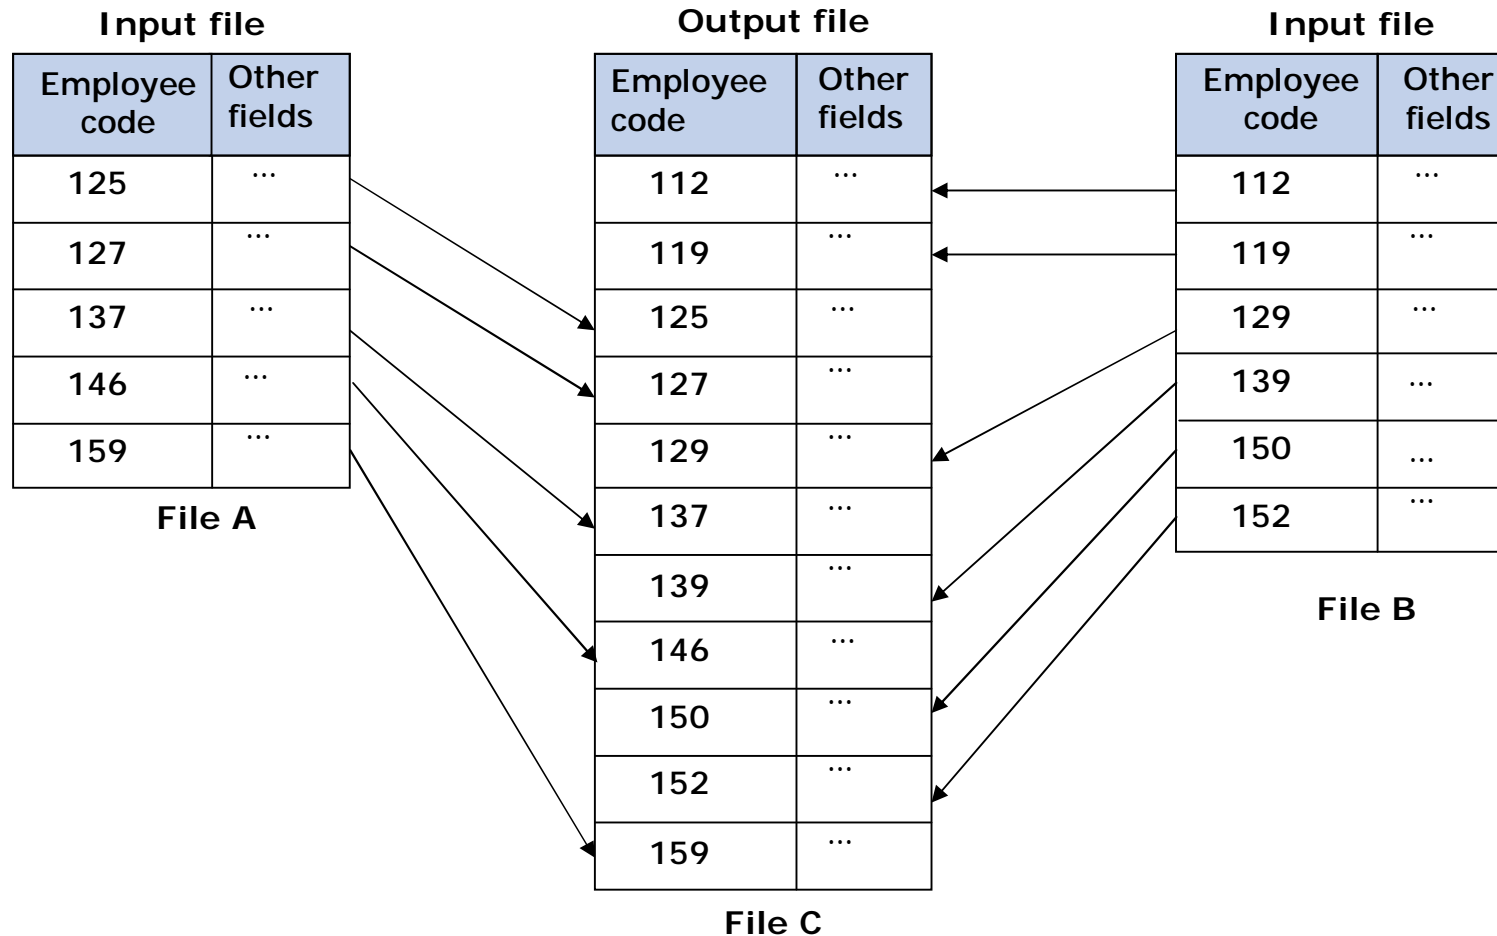 Input file
Employee code | Other fields
125 | ...
127 | ...
137 | ...
146 | ...
159 | ...
File A
Output file
Employee code | Other fields
112 | ...
119 | ...
125 | ...
127 | ...
129 | ...
137 | ...
139 | ...
146 | ...
150 | ...
152 | ...
159 | ...
File C
Input file
Employee code | Other fields
112 | ...
119 | ...
129 | ...
139 | ...
150 | ...
152 | ...
File B